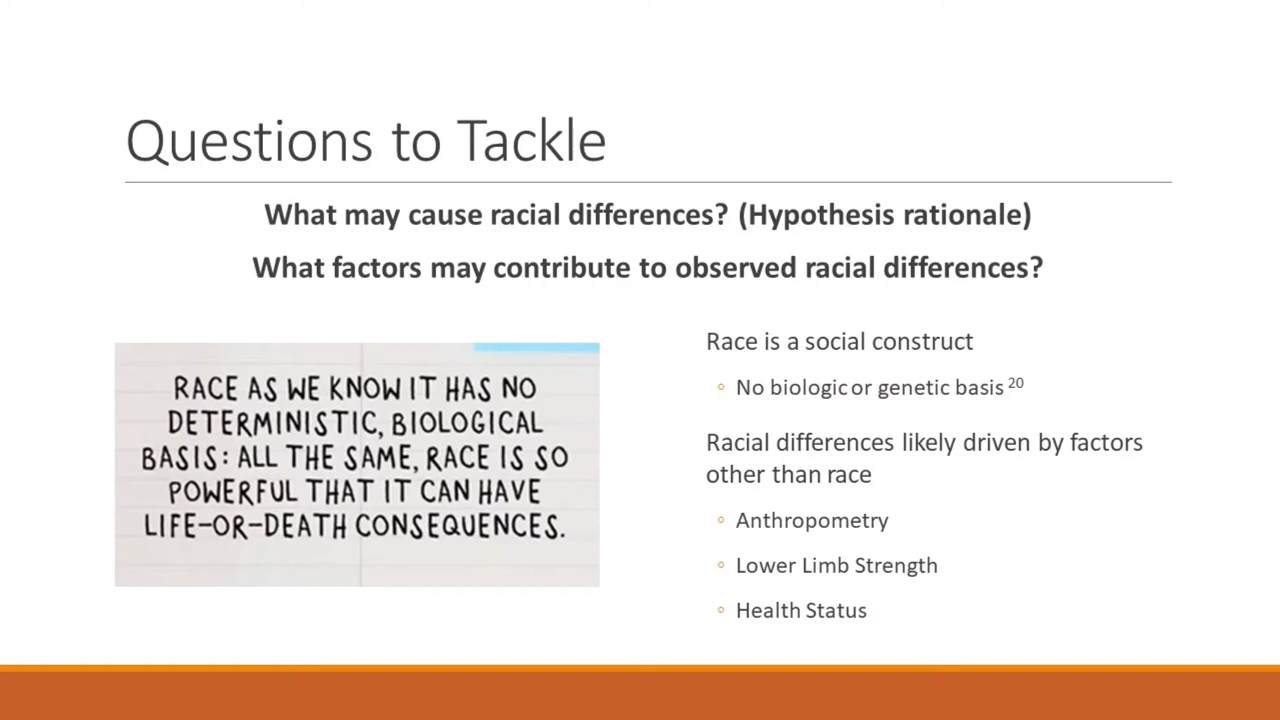 Questions to Tackle
What may cause racial differences? (Hypothesis rationale)
What factors may contribute to observed racial differences?
RACE AS WE KNOW IT HAS NO
DETERMINISTIC, BIOLOGICAL
BASIS: ALL THE SAME, RACE IS SO
POWERFUL THAT IT CAN HAVE
LIFE-OR-DEATH CONSEQUENCES.
Race is a social construct
◦ No biologic or genetic basis 20
Racial differences likely driven by factors
other than race
◦ Anthropometry
◦ Lower Limb Strength
◦ Health Status